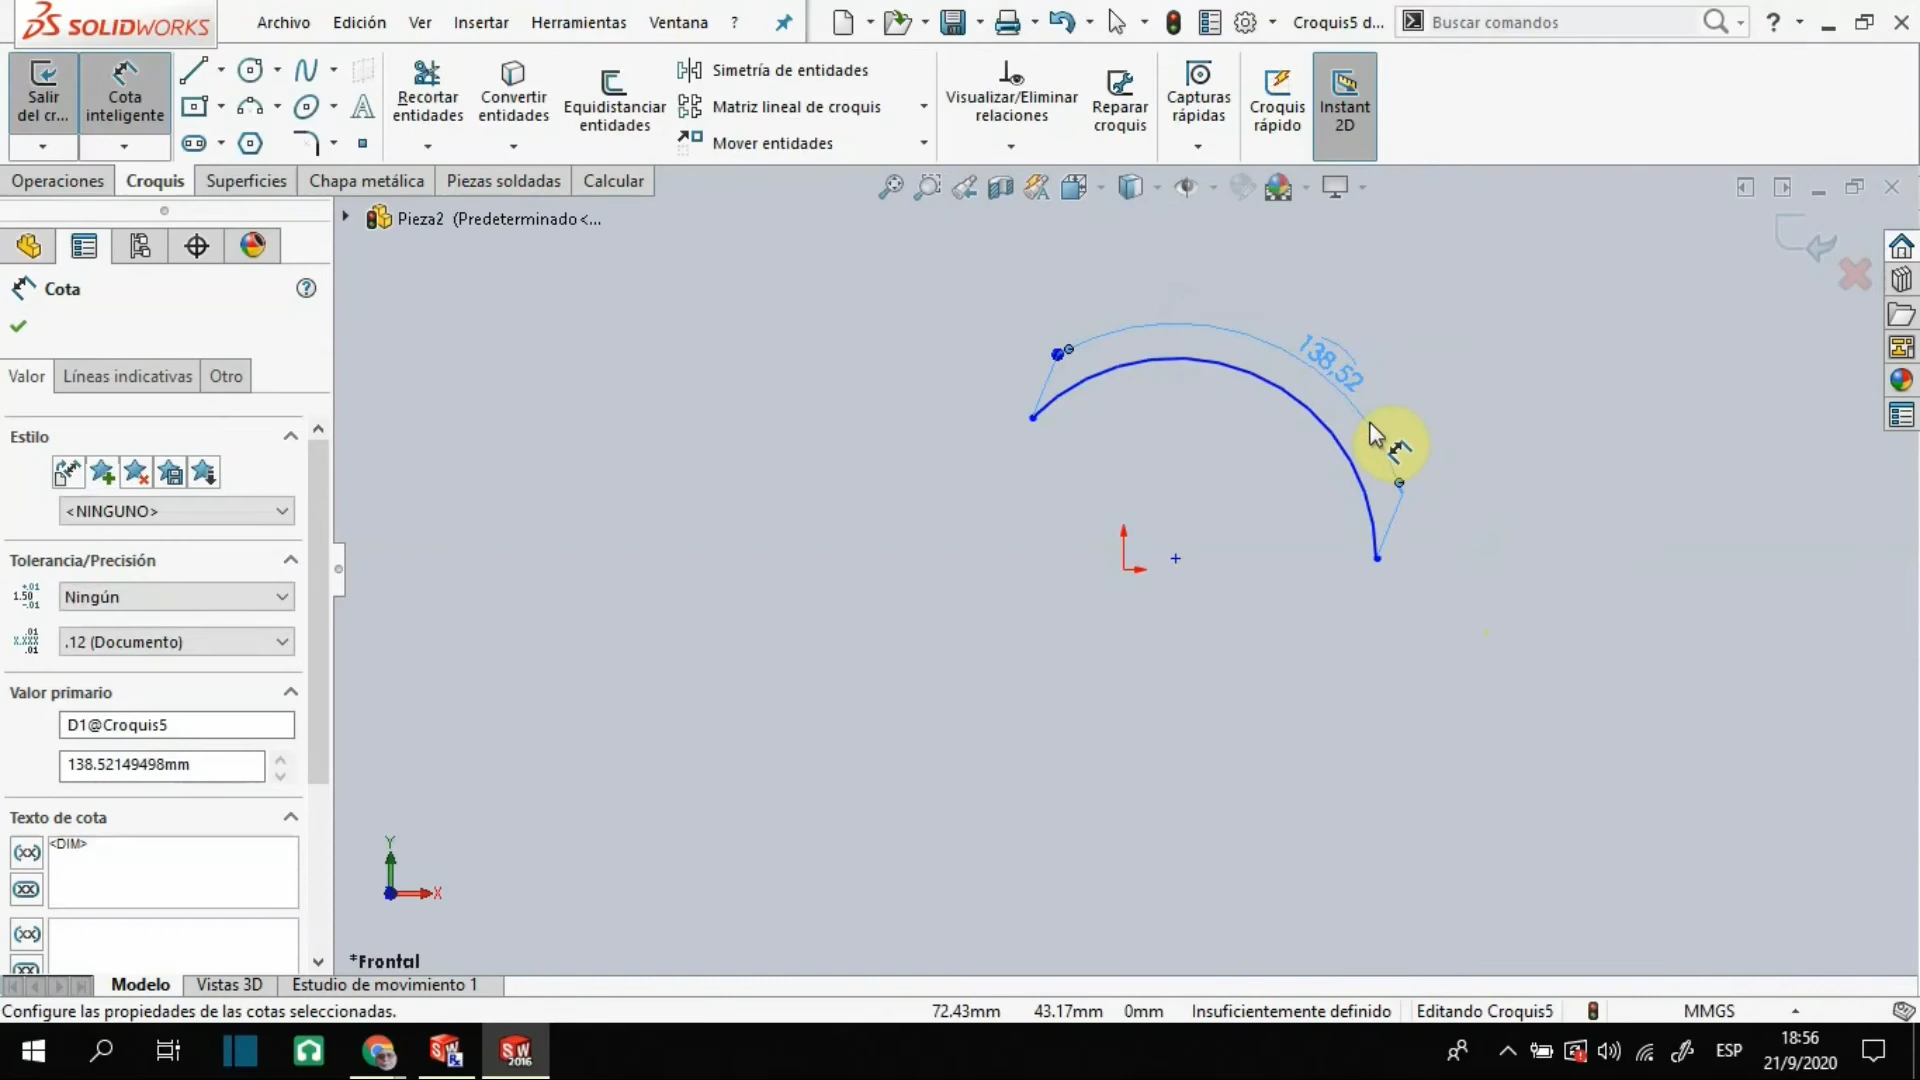 SOLIDWORKS
Archivo Edición Ver Insertar Herramientas Ventana ? Croquis5 d... Buscar comandos ?
Salir del cr...
Cota inteligente
Recortar entidades
Convertir entidades
Equidistanciar entidades
Simetría de entidades
Matriz lineal de croquis
Mover entidades
Visualizar/Eliminar relaciones
Reparar croquis
Capturas rápidas
Croquis rápido
Instant 2D
Operaciones Croquis Superficies Chapa metálica Piezas soldadas Calcular
Pieza2 (Predeterminado<...
Cota
Valor Líneas indicativas Otro
Estilo
<NINGUNO>
Tolerancia/Precisión
Ningún
.12 (Documento)
Valor primario
D1@Croquis5
138.52149498mm
Texto de cota
<DIM>
138,52
Y
X
*Frontal
Modelo Vistas 3D Estudio de movimiento 1
Configure las propiedades de las cotas seleccionadas. 72.43mm 43.17mm 0mm Insuficientemente definido Editando Croquis5 MMGS
ESP
18:56
21/9/2020